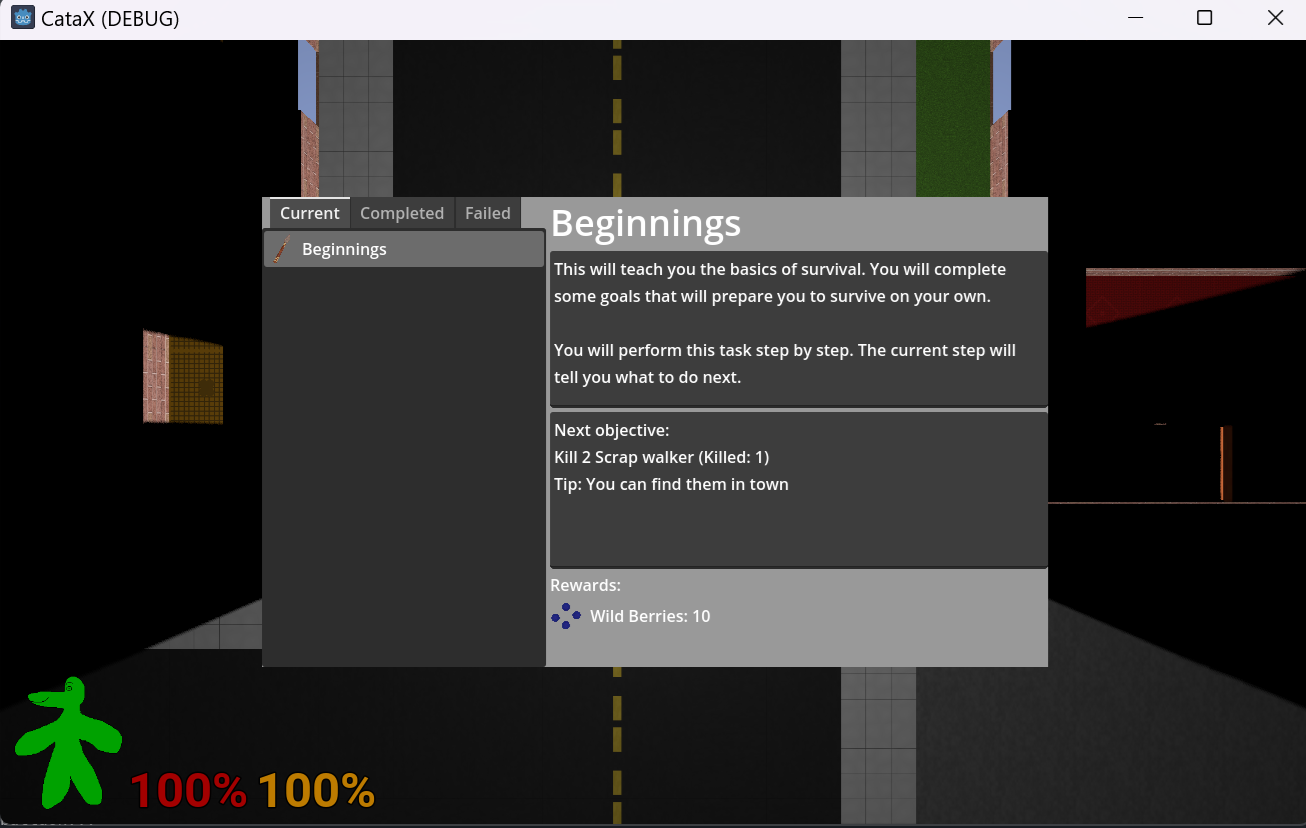 CataX (DEBUG)
Current Completed Failed
Beginnings
Beginnings
This will teach you the basics of survival. You will complete
some goals that will prepare you to survive on your own.
You will perform this task step by step. The current step will
tell you what to do next.
Next objective:
Kill 2 Scrap walker (Killed: 1)
Tip: You can find them in town
Rewards:
Wild Berries: 10
100% 100%